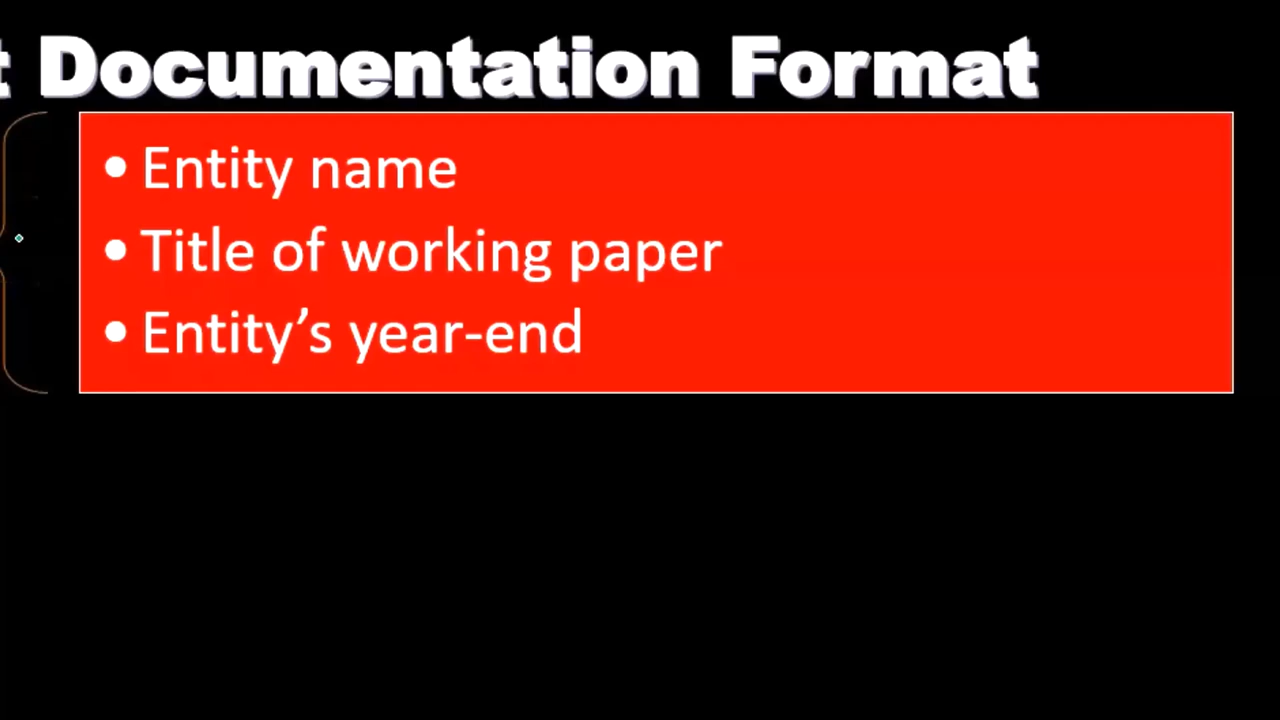 t Documentation Format
• Entity name
• Title of working paper
• Entity’s year-end